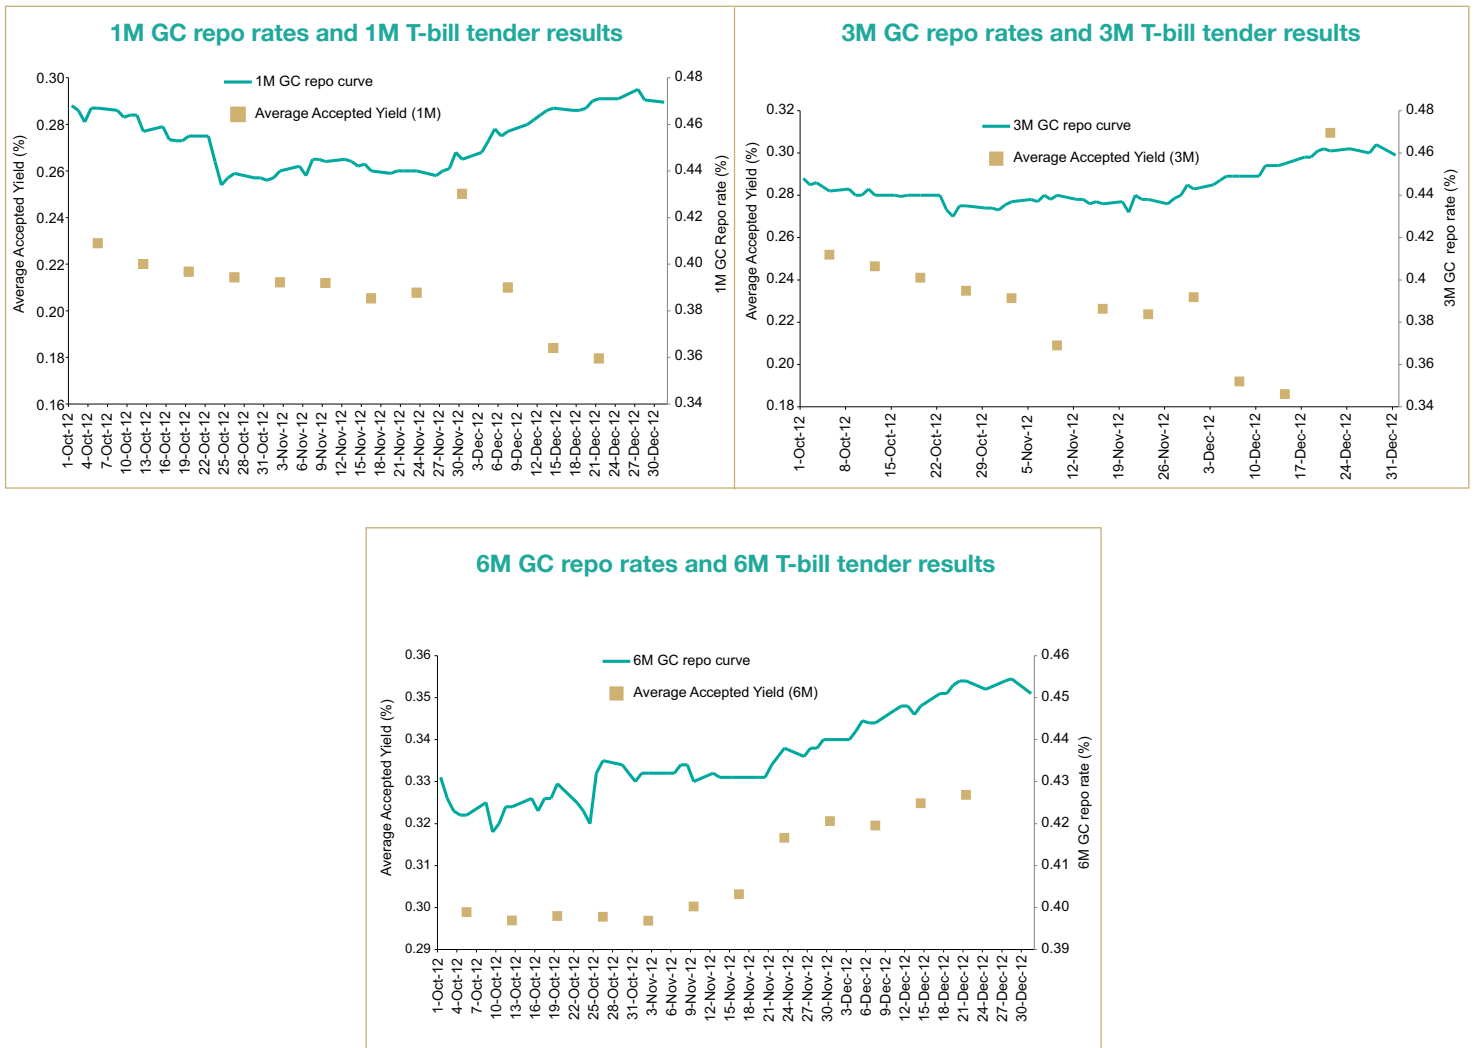 1M GC repo rates and 1M T-bill tender results
1M GC repo curve
Average Accepted Yield (1M)
Average Accepted Yield (%)
0.30
0.28
0.26
0.24
0.22
0.20
0.18
0.16
0.48
0.46
0.44
0.42
0.40
0.38
0.36
0.34
1M GC Repo rate (%)
1-Oct-12
4-Oct-12
7-Oct-12
10-Oct-12
13-Oct-12
16-Oct-12
19-Oct-12
22-Oct-12
25-Oct-12
28-Oct-12
31-Oct-12
3-Nov-12
6-Nov-12
9-Nov-12
12-Nov-12
15-Nov-12
18-Nov-12
21-Nov-12
24-Nov-12
27-Nov-12
30-Nov-12
3-Dec-12
6-Dec-12
9-Dec-12
12-Dec-12
15-Dec-12
18-Dec-12
21-Dec-12
24-Dec-12
27-Dec-12
30-Dec-12
3M GC repo rates and 3M T-bill tender results
3M GC repo curve
Average Accepted Yield (3M)
Average Accepted Yield (%)
0.32
0.30
0.28
0.26
0.24
0.22
0.20
0.18
0.48
0.46
0.44
0.42
0.4
0.38
0.36
0.34
3M GC repo rate (%)
1-Oct-12
8-Oct-12
15-Oct-12
22-Oct-12
29-Oct-12
5-Nov-12
12-Nov-12
19-Nov-12
26-Nov-12
3-Dec-12
10-Dec-12
17-Dec-12
24-Dec-12
31-Dec-12
6M GC repo rates and 6M T-bill tender results
6M GC repo curve
Average Accepted Yield (6M)
Average Accepted Yield (%)
0.36
0.35
0.34
0.33
0.32
0.31
0.30
0.29
0.46
0.45
0.44
0.43
0.42
0.41
0.40
0.39
6M GC repo rate (%)
1-Oct-12
4-Oct-12
7-Oct-12
10-Oct-12
13-Oct-12
16-Oct-12
19-Oct-12
22-Oct-12
25-Oct-12
28-Oct-12
31-Oct-12
3-Nov-12
6-Nov-12
9-Nov-12
12-Nov-12
15-Nov-12
18-Nov-12
21-Nov-12
24-Nov-12
27-Nov-12
30-Nov-12
3-Dec-12
6-Dec-12
9-Dec-12
12-Dec-12
15-Dec-12
18-Dec-12
21-Dec-12
24-Dec-12
27-Dec-12
30-Dec-12